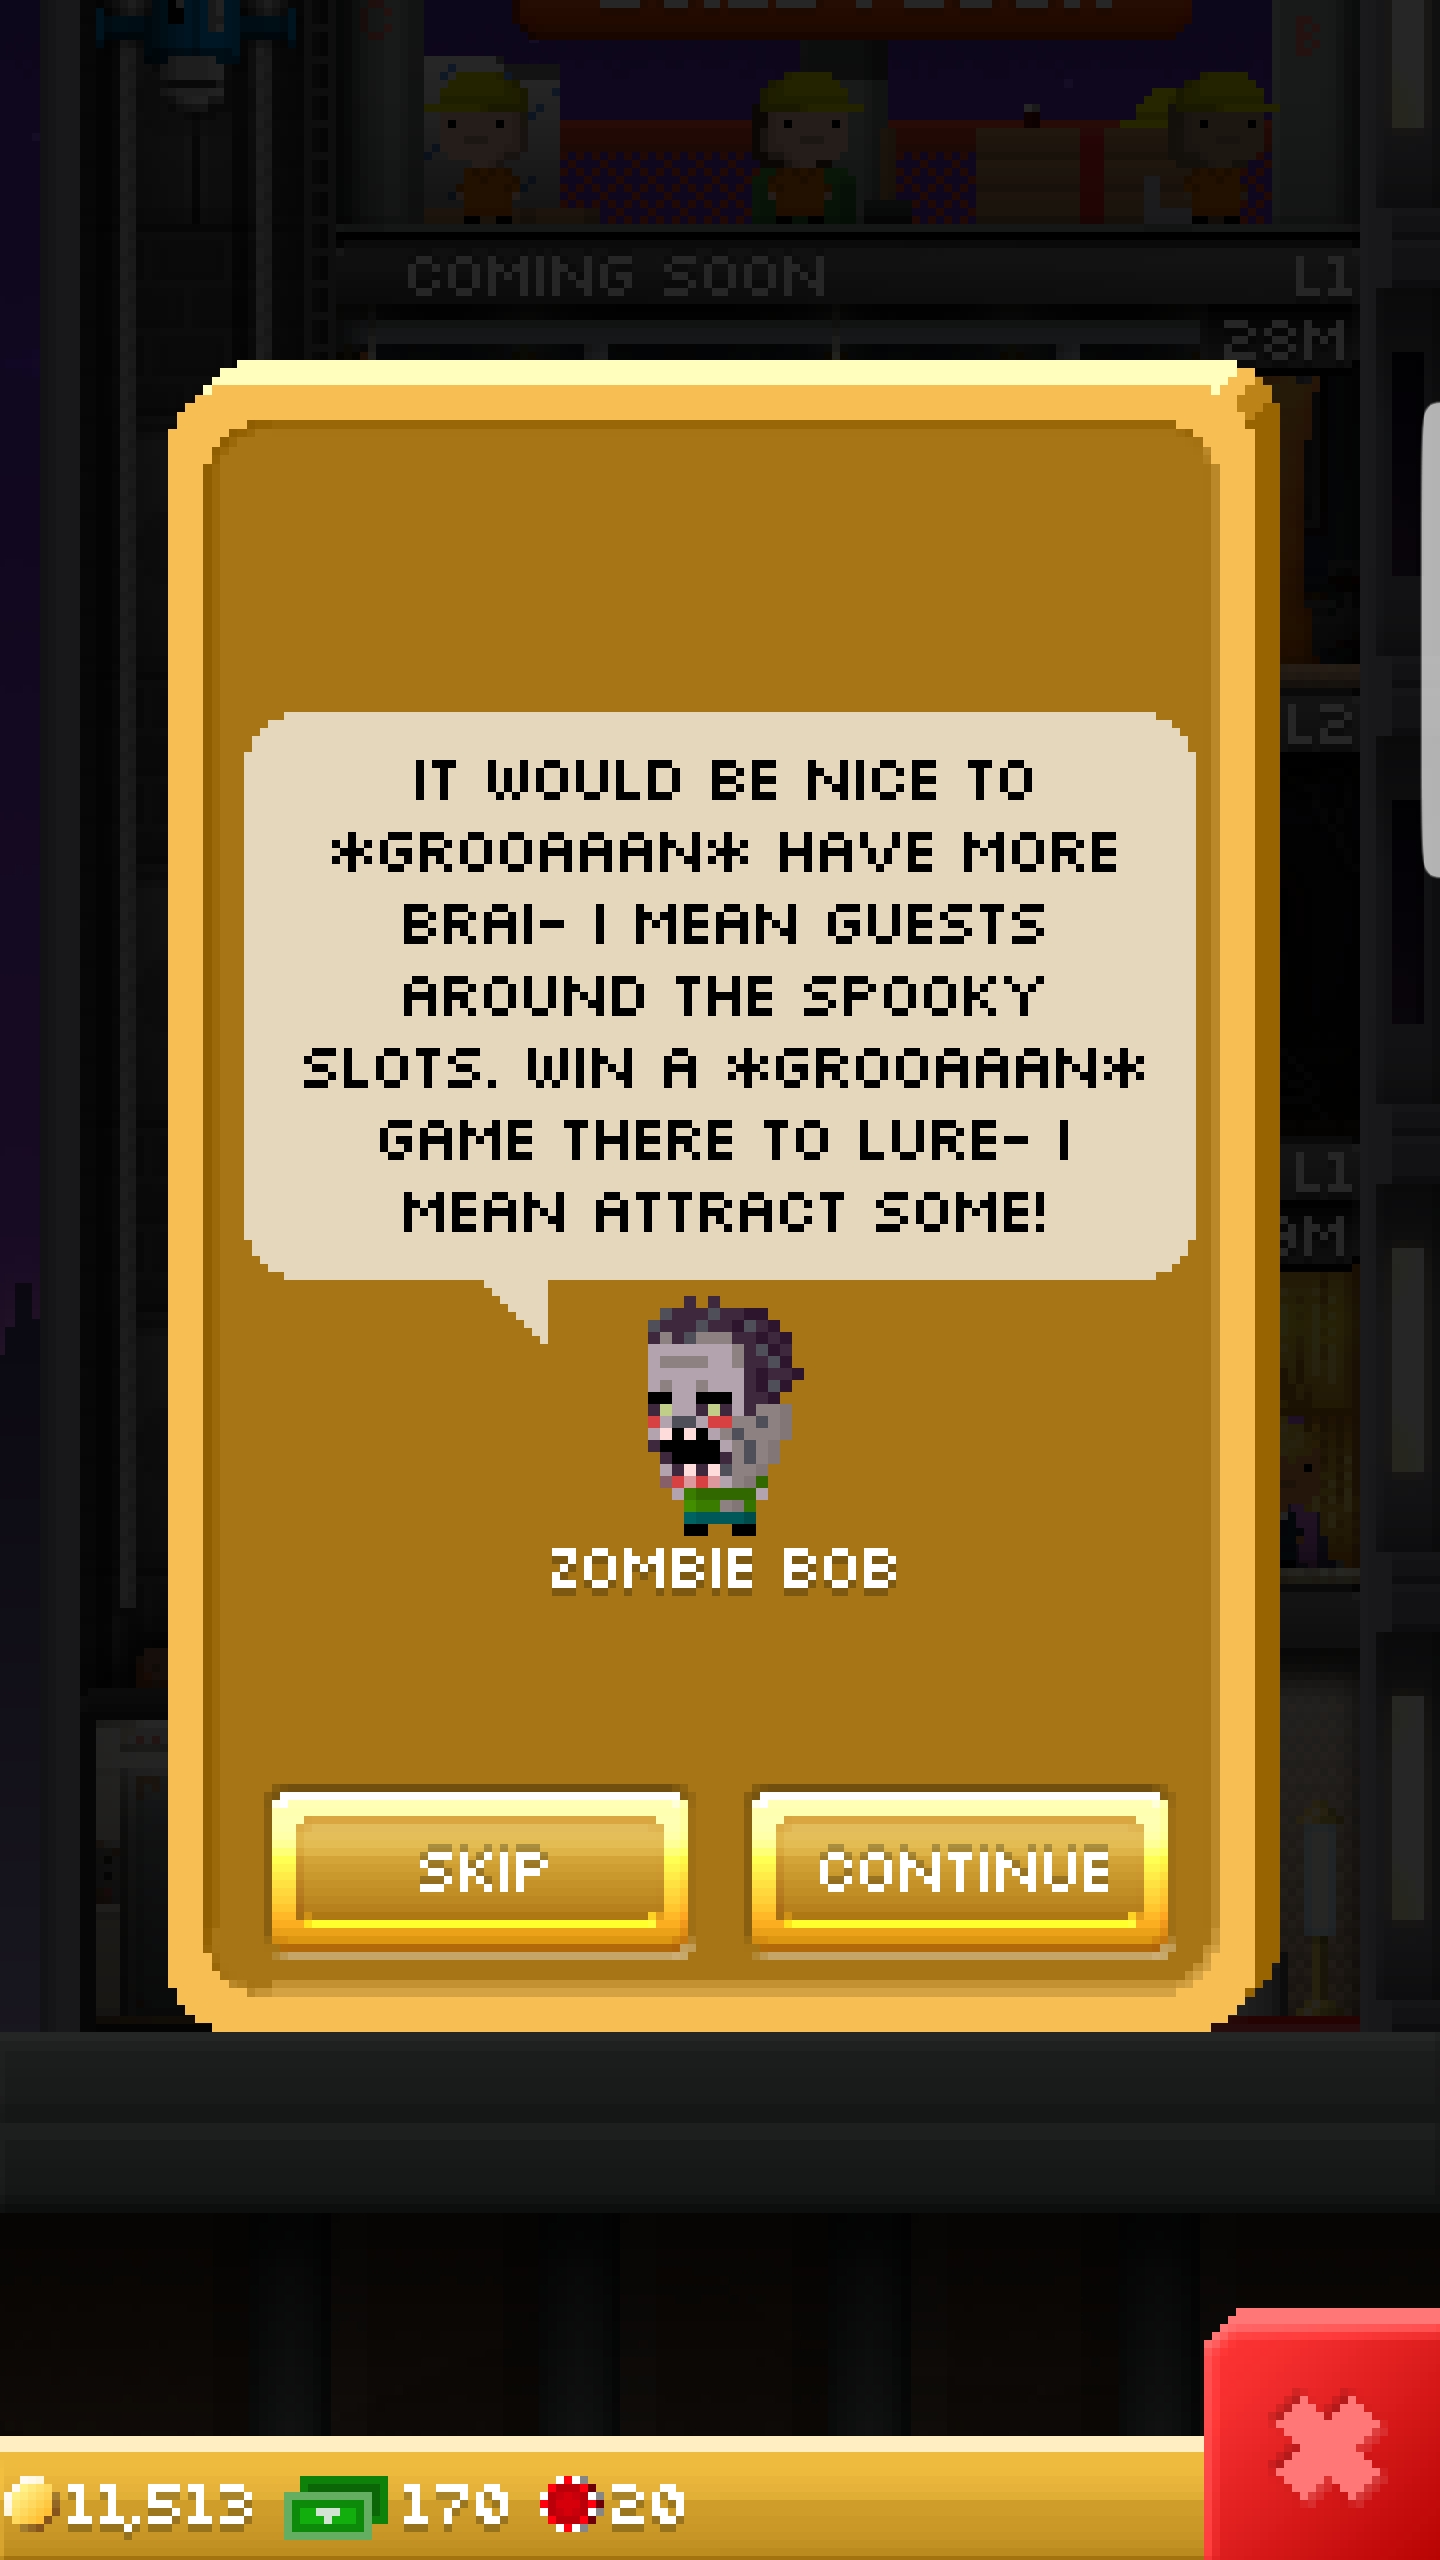 C
B
COMING SOON L1
28M
L2
IT WOULD BE NICE TO
*GROOAAAN* HAVE MORE
BRAI- I MEAN GUESTS
AROUND THE SPOOKY
SLOTS. WIN A *GROOAAAN*
GAME THERE TO LURE- I
MEAN ATTRACT SOME!
L1
9M
ZOMBIE BOB
SKIP CONTINUE
11,513 170 20